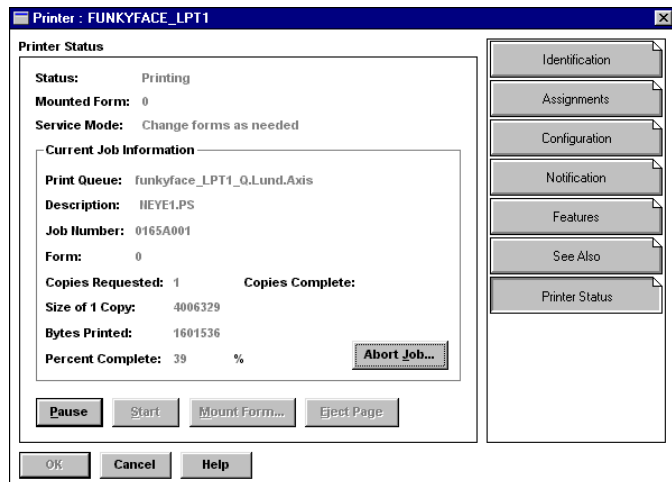 Printer : FUNKYFACE_LPT1
Printer Status
Status: Printing
Mounted Form: 0
Service Mode: Change forms as needed
Current Job Information
Print Queue: funkyface_LPT1_Q.Lund.Axis
Description: NEYE1.PS
Job Number: 0165A001
Form: 0
Copies Requested: 1 Copies Complete:
Size of 1 Copy: 4006329
Bytes Printed: 1601536
Percent Complete: 39 %
Abort Job...
Pause Start Mount Form... Eject Page
OK Cancel Help
Identification
Assignments
Configuration
Notification
Features
See Also
Printer Status